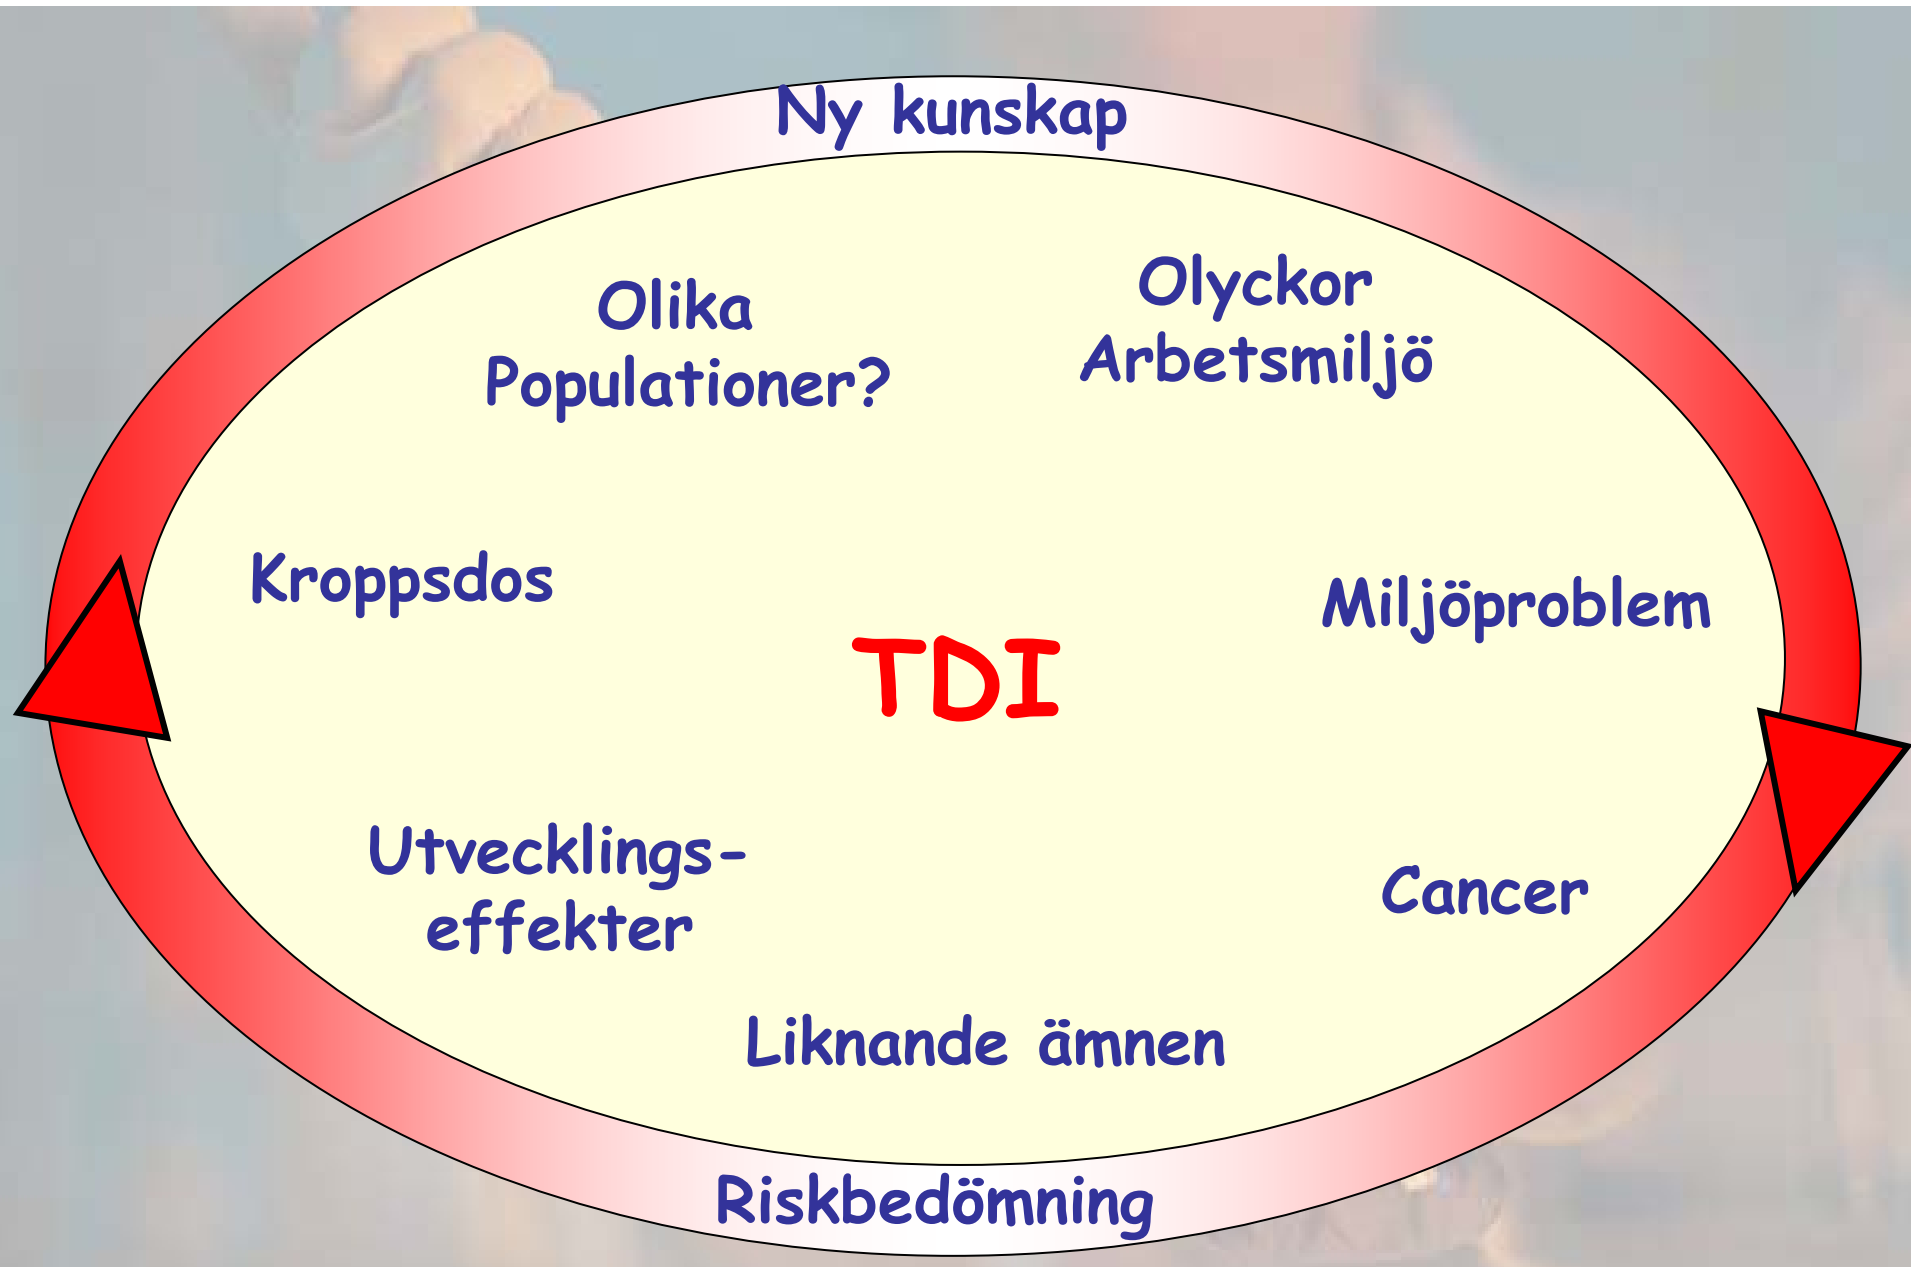 Ny kunskap
Olika
Populationer?
Olyckor
Arbetsmiljö
Kroppsdos
Miljöproblem
TDI
Utvecklings-
effekter
Cancer
Liknande ämnen
Riskbedömning